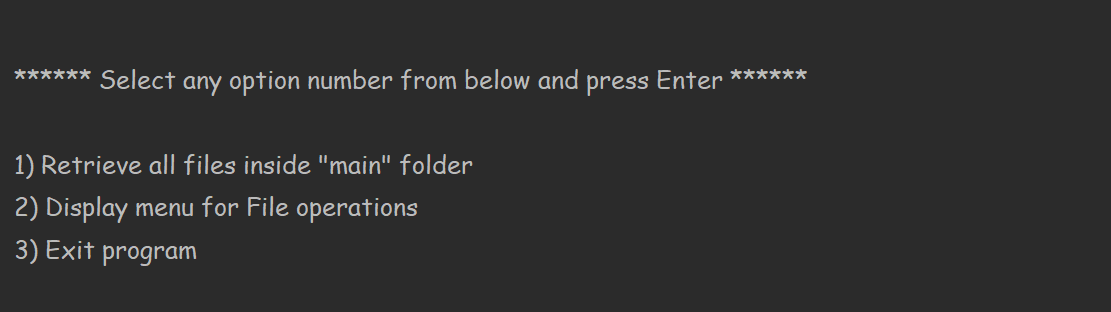 ****** Select any option number from below and press Enter ******
1) Retrieve all files inside "main" folder
2) Display menu for File operations
3) Exit program